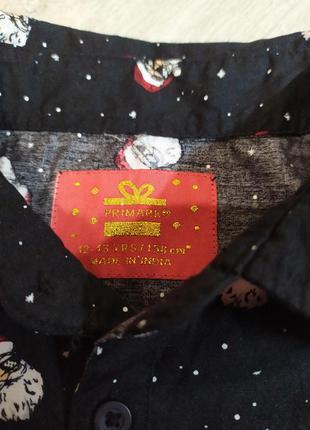 PRIMARK®
12-13 YRS / 158 cm
MADE IN INDIA